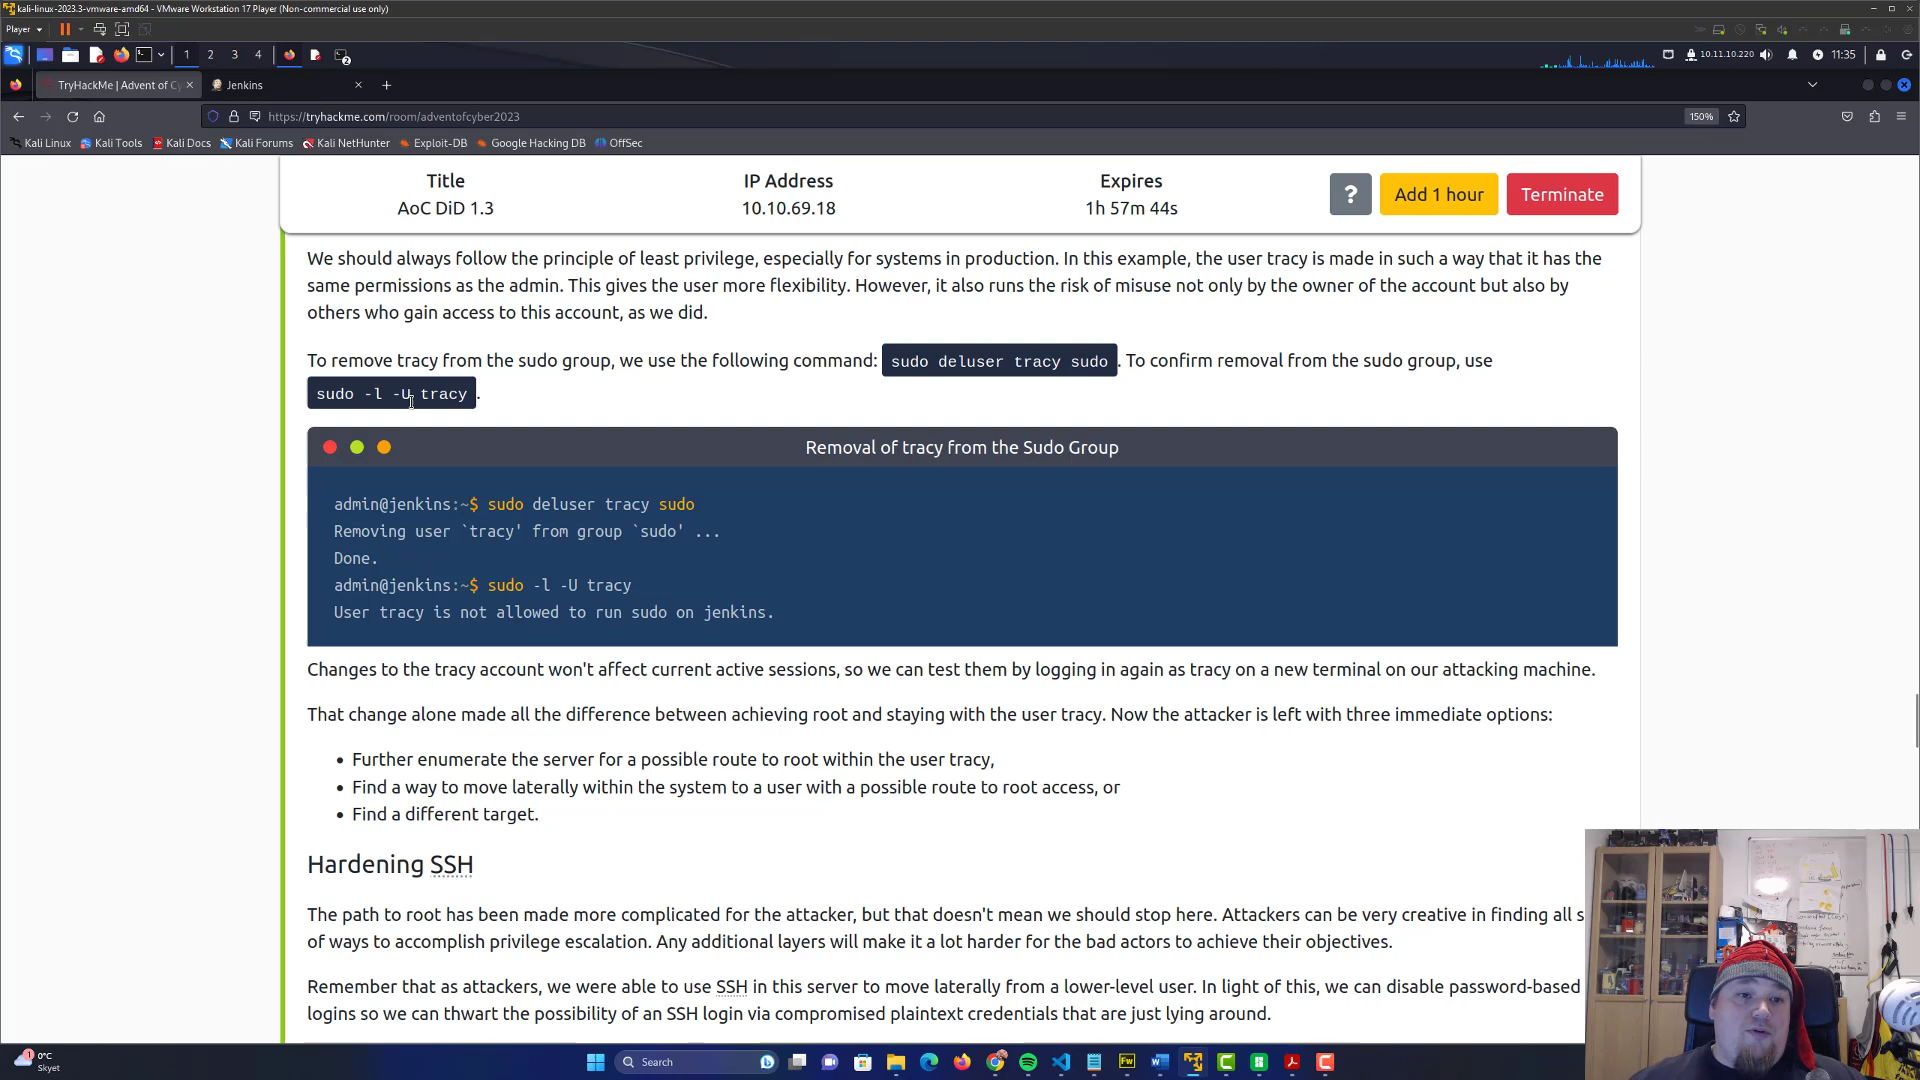 kali-linux-2023.3-vmware-amd64 - VMware Workstation 17 Player (Non-commercial use only)
Player
1 2 3 4
2
10.11.10.220
11:35
TryHackMe | Advent of Cy
Jenkins
https://tryhackme.com/room/adventofcyber2023
150%
Kali Linux Kali Tools Kali Docs Kali Forums Kali NetHunter Exploit-DB Google Hacking DB OffSec
Title IP Address Expires
AoC DiD 1.3 10.10.69.18 1h 57m 44s
? Add 1 hour Terminate
We should always follow the principle of least privilege, especially for systems in production. In this example, the user tracy is made in such a way that it has the
same permissions as the admin. This gives the user more flexibility. However, it also runs the risk of misuse not only by the owner of the account but also by
others who gain access to this account, as we did.
To remove tracy from the sudo group, we use the following command: sudo deluser tracy sudo . To confirm removal from the sudo group, use
sudo -l -U tracy .
Removal of tracy from the Sudo Group
admin@jenkins:~$ sudo deluser tracy sudo
Removing user `tracy' from group `sudo' ...
Done.
admin@jenkins:~$ sudo -l -U tracy
User tracy is not allowed to run sudo on jenkins.
Changes to the tracy account won't affect current active sessions, so we can test them by logging in again as tracy on a new terminal on our attacking machine.
That change alone made all the difference between achieving root and staying with the user tracy. Now the attacker is left with three immediate options:
• Further enumerate the server for a possible route to root within the user tracy,
• Find a way to move laterally within the system to a user with a possible route to root access, or
• Find a different target.
Hardening SSH
The path to root has been made more complicated for the attacker, but that doesn't mean we should stop here. Attackers can be very creative in finding all s
of ways to accomplish privilege escalation. Any additional layers will make it a lot harder for the bad actors to achieve their objectives.
Remember that as attackers, we were able to use SSH in this server to move laterally from a lower-level user. In light of this, we can disable password-based
logins so we can thwart the possibility of an SSH login via compromised plaintext credentials that are just lying around.
1
0°C
Skyet
Search